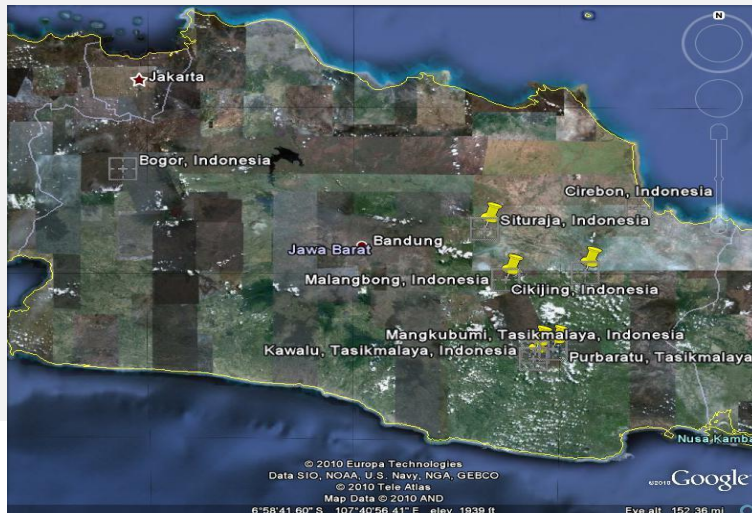 N
Jakarta
Bogor, Indonesia
Cirebon, Indonesia
Situraja, Indonesia
Bandung
Jawa Barat
Malangbong, Indonesia
Cikijing, Indonesia
Mangkubumi, Tasikmalaya, Indonesia
Kawalu, Tasikmalaya, Indonesia
Purbaratu, Tasikmalaya
Nusa Kamba
© 2010 Europa Technologies
Data SIO, NOAA, U.S. Navy, NGA, GEBCO
© 2010 Tele Atlas
Map Data © 2010 AND
©2010 Google
6°58'41.60" S 107°40'56.41" E elev 1939 ft
Eye alt 152.36 mi